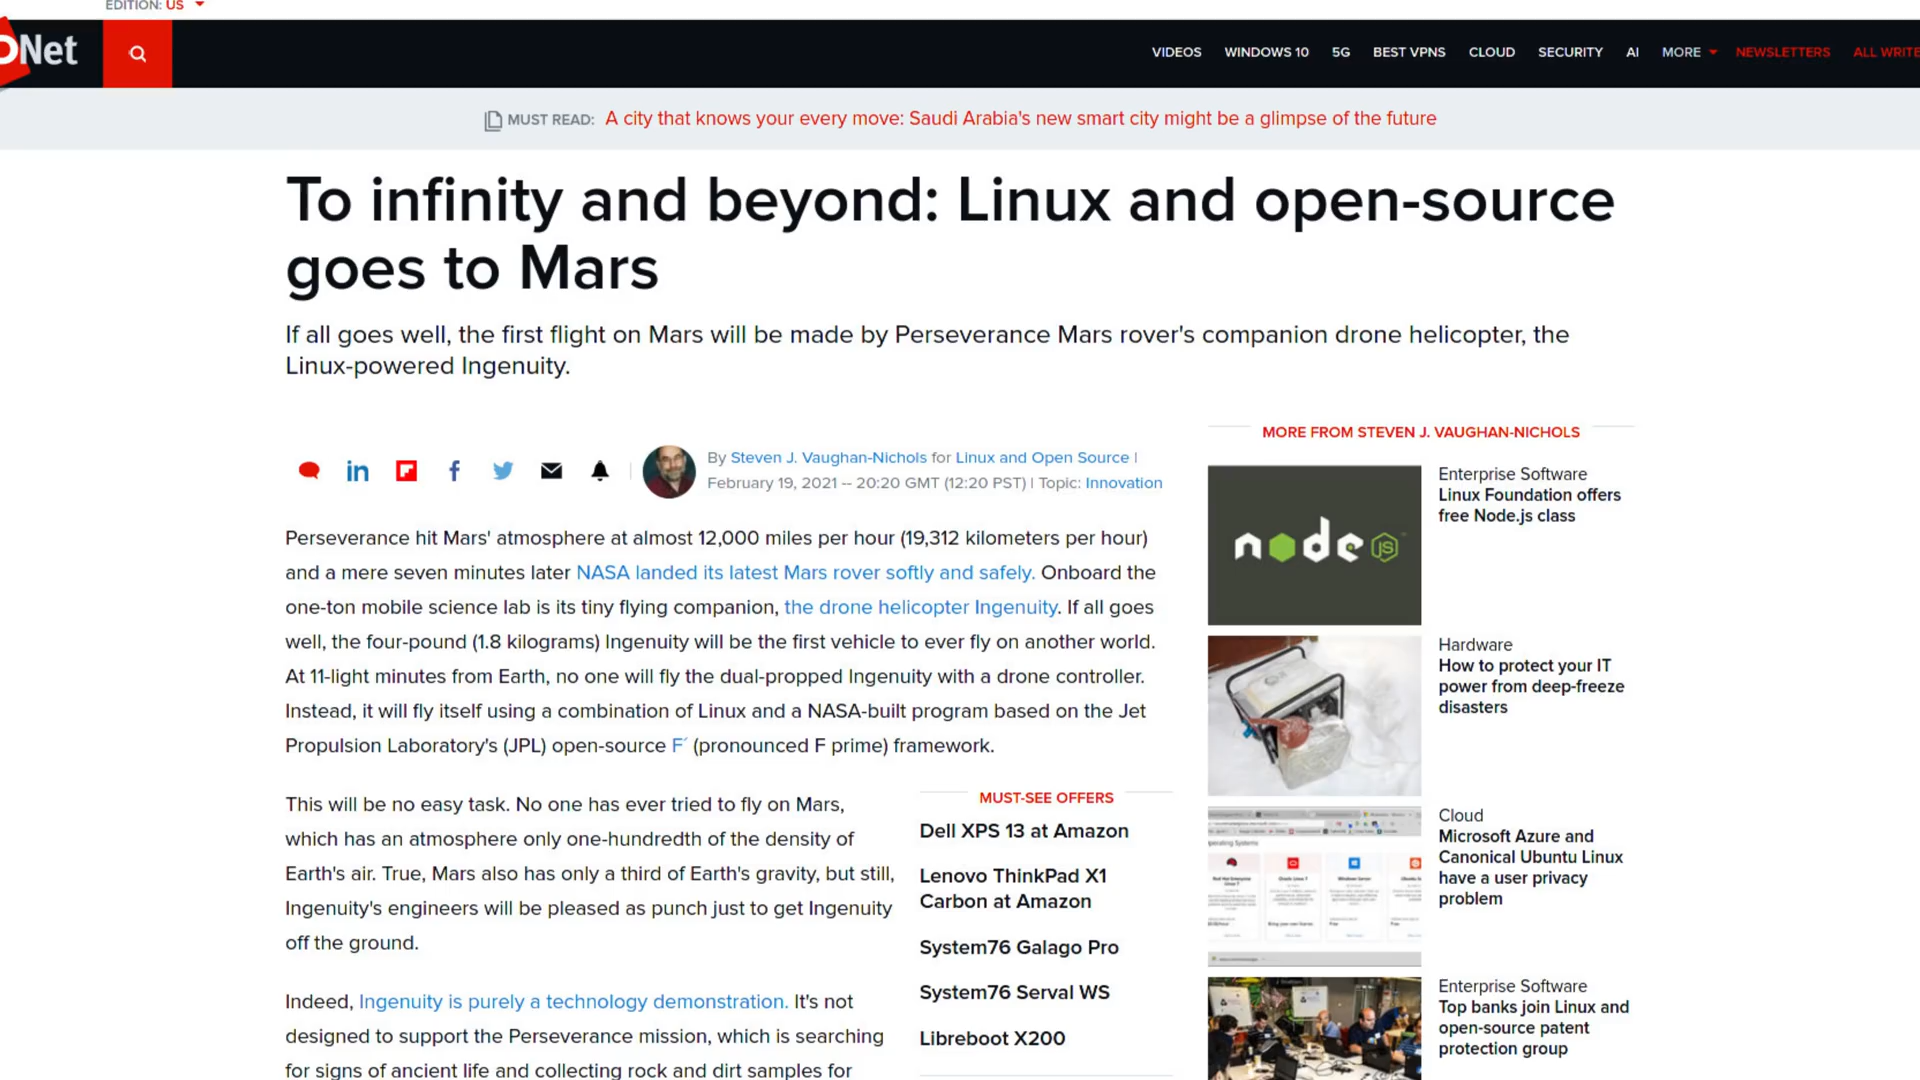 EDITION: US
Net
VIDEOS WINDOWS 10 5G BEST VPNS CLOUD SECURITY AI MORE NEWSLETTERS ALL WRITE
MUST READ: A city that knows your every move: Saudi Arabia's new smart city might be a glimpse of the future
To infinity and beyond: Linux and open-source
goes to Mars
If all goes well, the first flight on Mars will be made by Perseverance Mars rover's companion drone helicopter, the
Linux-powered Ingenuity.
By Steven J. Vaughan-Nichols for Linux and Open Source |
February 19, 2021 -- 20:20 GMT (12:20 PST) | Topic: Innovation
Perseverance hit Mars' atmosphere at almost 12,000 miles per hour (19,312 kilometers per hour)
and a mere seven minutes later NASA landed its latest Mars rover softly and safely. Onboard the
one-ton mobile science lab is its tiny flying companion, the drone helicopter Ingenuity. If all goes
well, the four-pound (1.8 kilograms) Ingenuity will be the first vehicle to ever fly on another world.
At 11-light minutes from Earth, no one will fly the dual-propped Ingenuity with a drone controller.
Instead, it will fly itself using a combination of Linux and a NASA-built program based on the Jet
Propulsion Laboratory's (JPL) open-source F´ (pronounced F prime) framework.
This will be no easy task. No one has ever tried to fly on Mars,
which has an atmosphere only one-hundredth of the density of
Earth's air. True, Mars also has only a third of Earth's gravity, but still,
Ingenuity's engineers will be pleased as punch just to get Ingenuity
off the ground.
Indeed, Ingenuity is purely a technology demonstration. It's not
designed to support the Perseverance mission, which is searching
for signs of ancient life and collecting rock and dirt samples for
MUST-SEE OFFERS
Dell XPS 13 at Amazon
Lenovo ThinkPad X1
Carbon at Amazon
System76 Galago Pro
System76 Serval WS
Libreboot X200
MORE FROM STEVEN J. VAUGHAN-NICHOLS
node JS
Enterprise Software
Linux Foundation offers
free Node.js class
Hardware
How to protect your IT
power from deep-freeze
disasters
Cloud
Microsoft Azure and
Canonical Ubuntu Linux
have a user privacy
problem
Enterprise Software
Top banks join Linux and
open-source patent
protection group